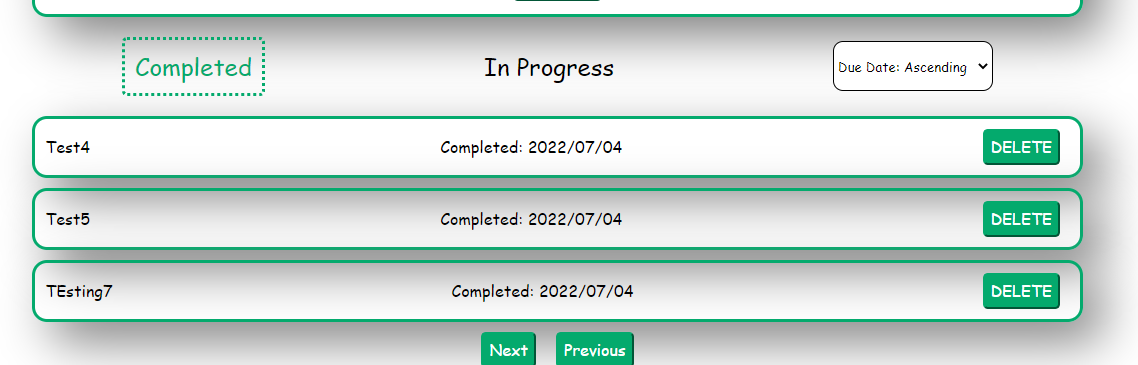 Completed In Progress Due Date: Ascending
Test4 Completed: 2022/07/04 DELETE
Test5 Completed: 2022/07/04 DELETE
TEsting7 Completed: 2022/07/04 DELETE
Next Previous